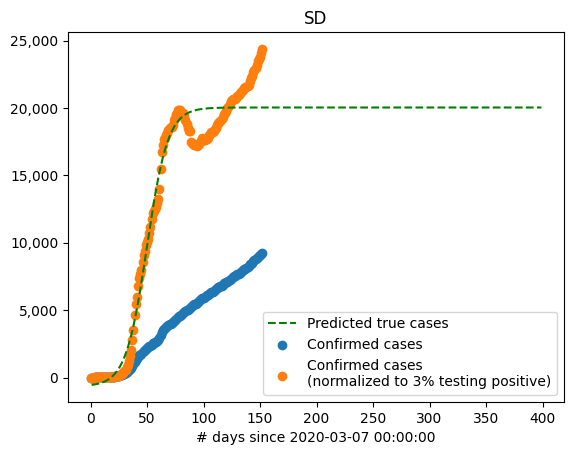 SD
25,000
20,000
15,000
10,000
5,000
0
Predicted true cases
Confirmed cases
Confirmed cases
(normalized to 3% testing positive)
0 50 100 150 200 250 300 350 400
# days since 2020-03-07 00:00:00